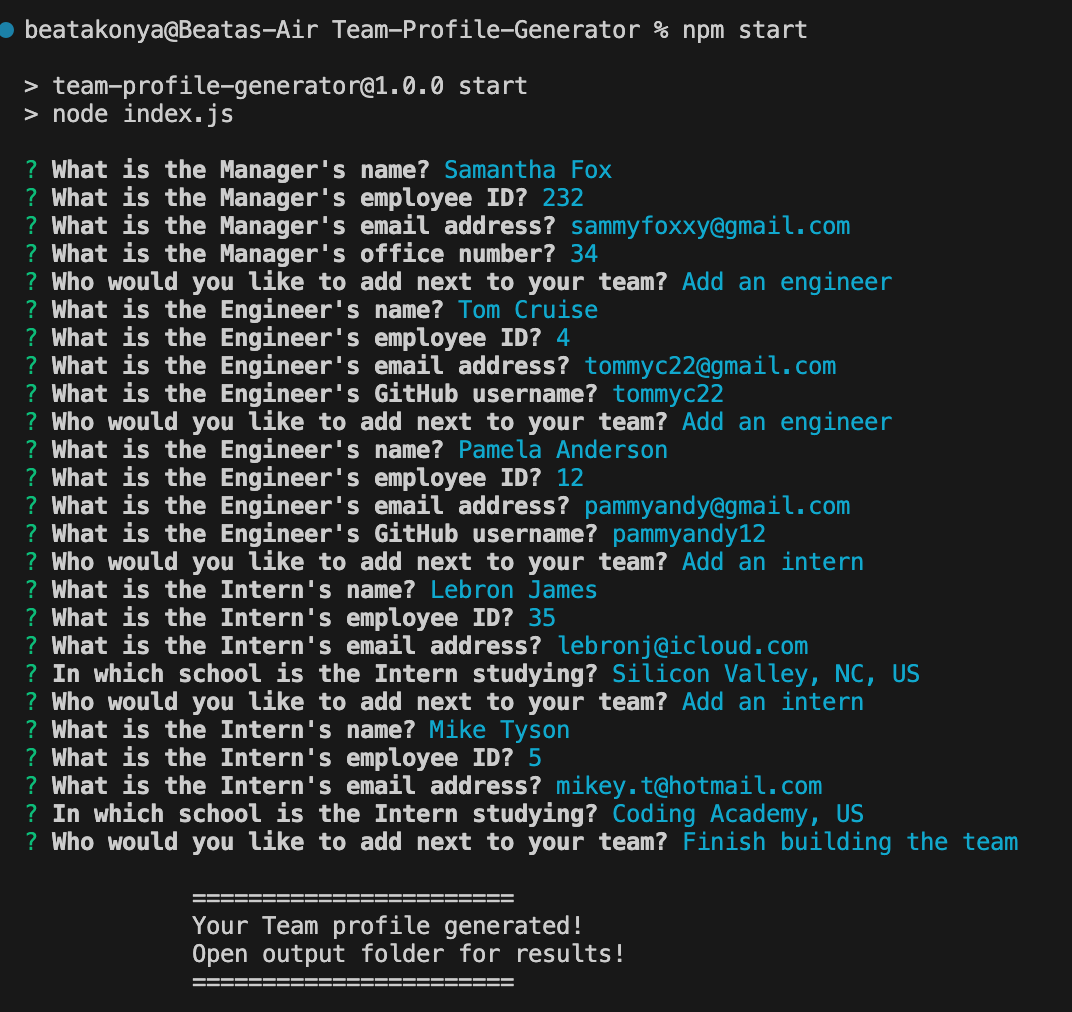 beatakonya@Beatas-Air Team-Profile-Generator % npm start
> team-profile-generator@1.0.0 start
> node index.js
? What is the Manager's name? Samantha Fox
? What is the Manager's employee ID? 232
? What is the Manager's email address? sammyfoxxy@gmail.com
? What is the Manager's office number? 34
? Who would you like to add next to your team? Add an engineer
? What is the Engineer's name? Tom Cruise
? What is the Engineer's employee ID? 4
? What is the Engineer's email address? tommyc22@gmail.com
? What is the Engineer's GitHub username? tommyc22
? Who would you like to add next to your team? Add an engineer
? What is the Engineer's name? Pamela Anderson
? What is the Engineer's employee ID? 12
? What is the Engineer's email address? pammyandy@gmail.com
? What is the Engineer's GitHub username? pammyandy12
? Who would you like to add next to your team? Add an intern
? What is the Intern's name? Lebron James
? What is the Intern's employee ID? 35
? What is the Intern's email address? lebronj@icloud.com
? In which school is the Intern studying? Silicon Valley, NC, US
? Who would you like to add next to your team? Add an intern
? What is the Intern's name? Mike Tyson
? What is the Intern's employee ID? 5
? What is the Intern's email address? mikey.t@hotmail.com
? In which school is the Intern studying? Coding Academy, US
? Who would you like to add next to your team? Finish building the team
=======================
Your Team profile generated!
Open output folder for results!
=======================